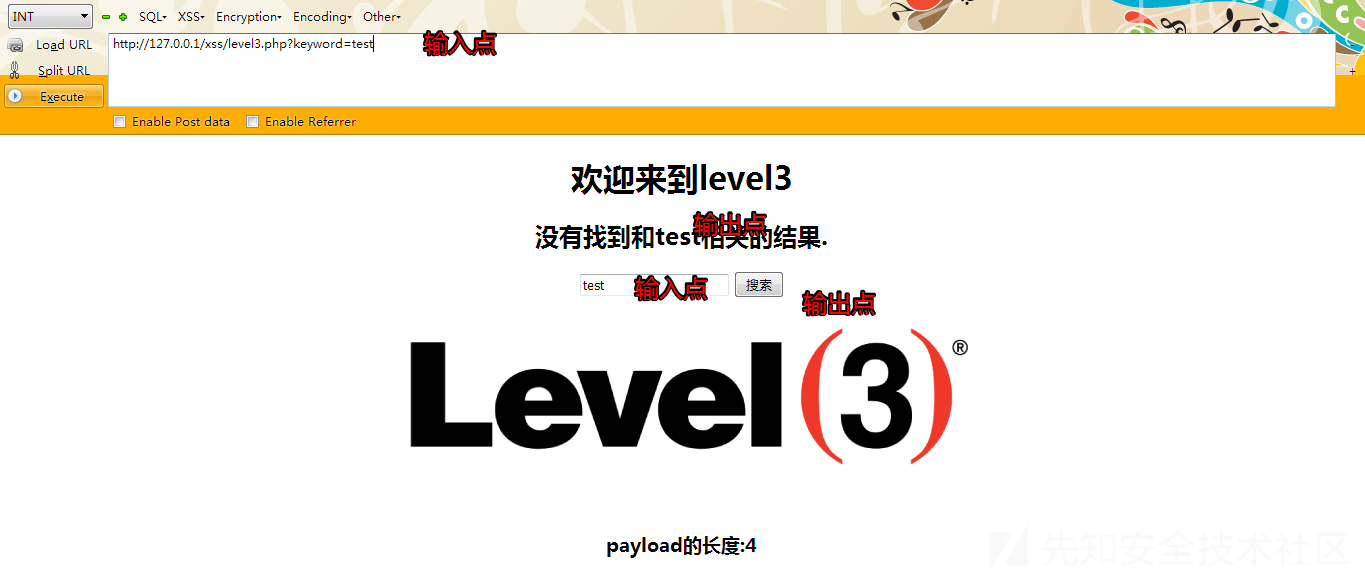 INT SQL▾ XSS▾ Encryption▾ Encoding▾ Other▾
Load URL http://127.0.0.1/xss/level3.php?keyword=test 输入点
Split URL +
Execute
Enable Post data Enable Referrer
欢迎来到level3
输出点
没有找到和test相关的结果.
test 输入点 搜索
输出点
Level(3)®
payload的长度:4
先知安全技术社区